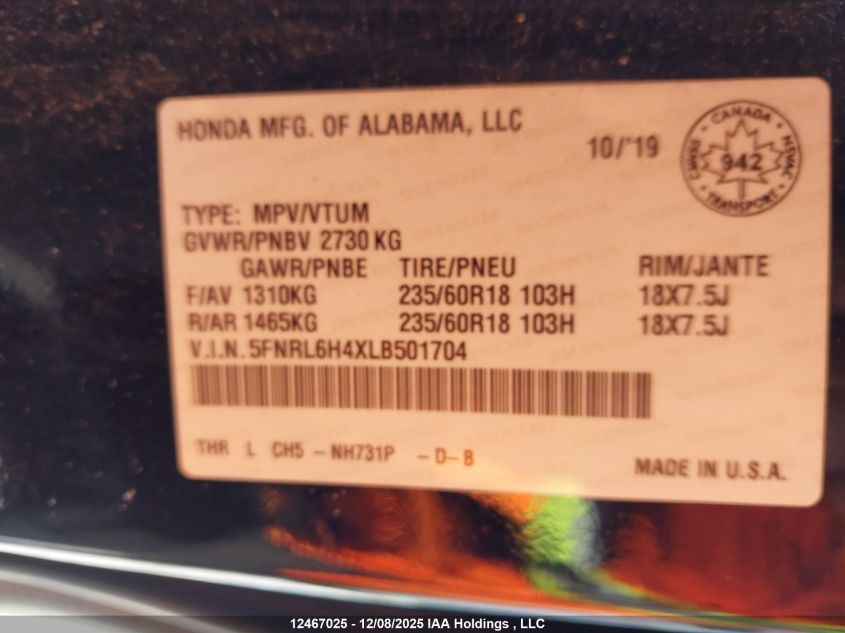 HONDA MFG. OF ALABAMA, LLC
10/'19
CANADA
CMVSS 942 NSVAC
TRANSPORT
TYPE: MPV/VTUM
GVWR/PNBV 2730 KG
GAWR/PNBE TIRE/PNEU RIM/JANTE
F/AV 1310KG 235/60R18 103H 18X7.5J
R/AR 1465KG 235/60R18 103H 18X7.5J
V.I.N. 5FNRL6H4XLB501704
THR L CH5 - NH731P - D - B
MADE IN U.S.A.
12467025 - 12/08/2025 IAA Holdings , LLC